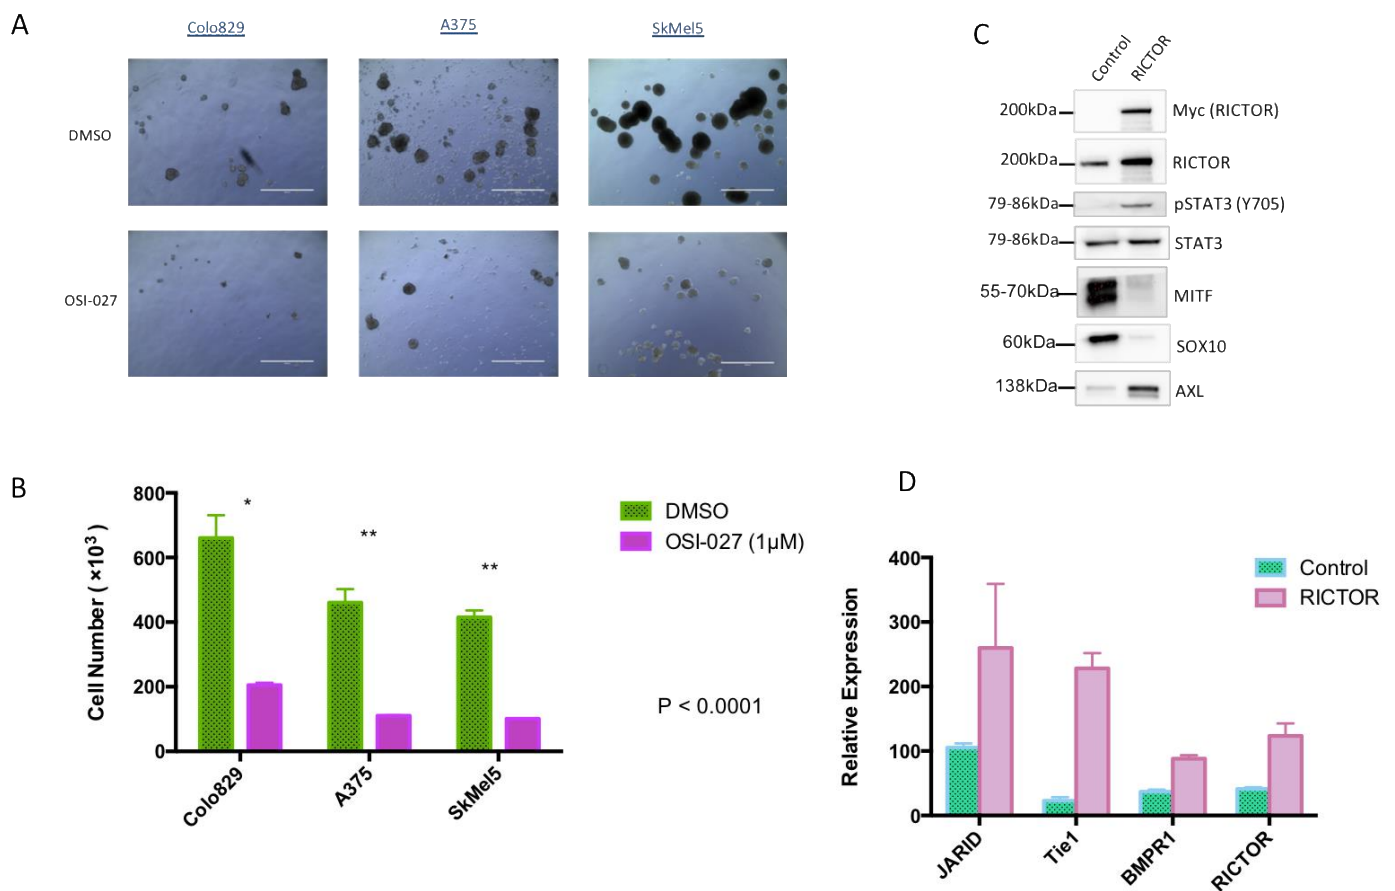 A
Colo829
A375
SkMel5
DMSO
OSI-027
C
Control
RICTOR
200kDa
Myc (RICTOR)
200kDa
RICTOR
79-86kDa
pSTAT3 (Y705)
79-86kDa
STAT3
55-70kDa
MITF
60kDa
SOX10
138kDa
AXL
B
Cell Number ( ×10³ )
800
600
400
200
0
*
**
**
Colo829
A375
SkMel5
DMSO
OSI-027 (1µM)
P < 0.0001
D
Relative Expression
400
300
200
100
0
JARID
Tie1
BMPR1
RICTOR
Control
RICTOR